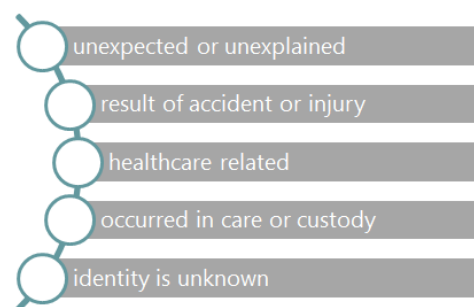 unexpected or unexplained
result of accident or injury
healthcare related
occurred in care or custody
identity is unknown